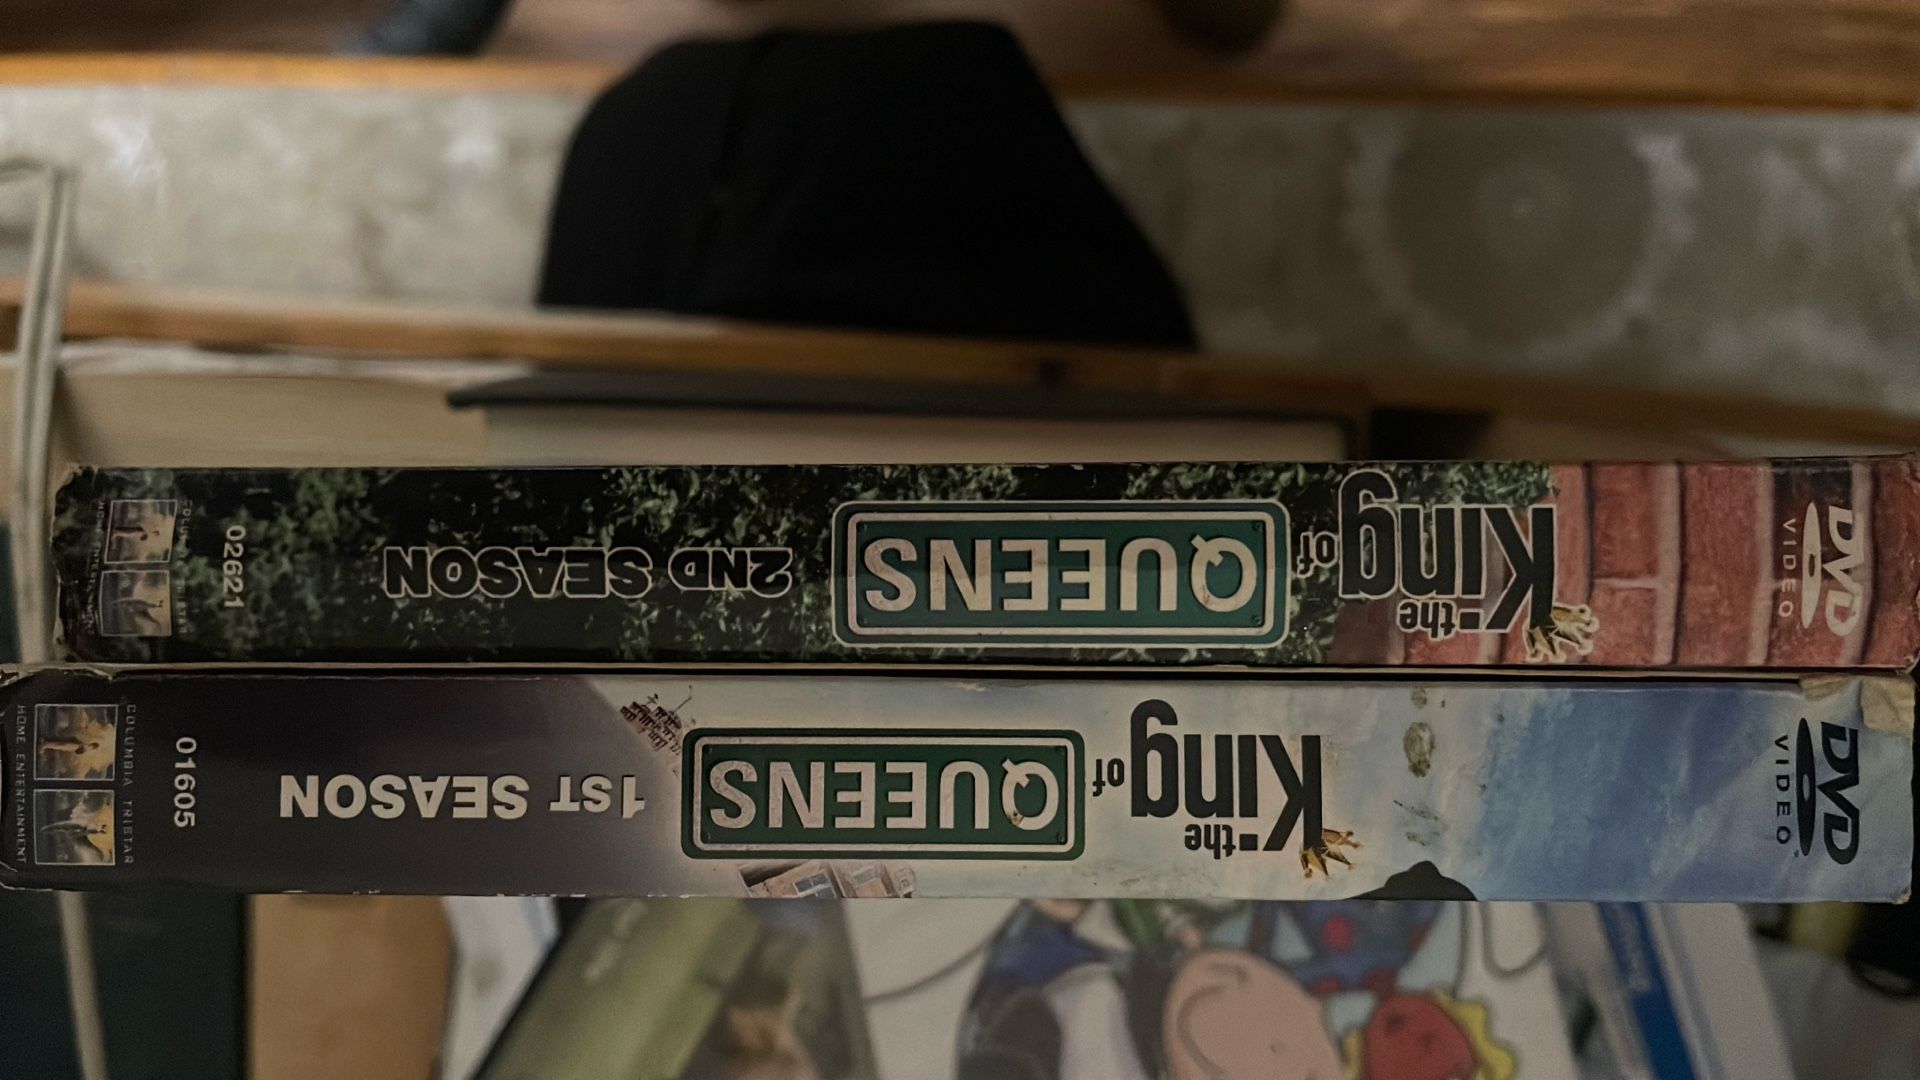 DVD
VIDEO
the
King of
QUEENS
1ST SEASON
01605
COLUMBIA TRISTAR
HOME ENTERTAINMENT
DVD
VIDEO
the
King of
QUEENS
2ND SEASON
02621